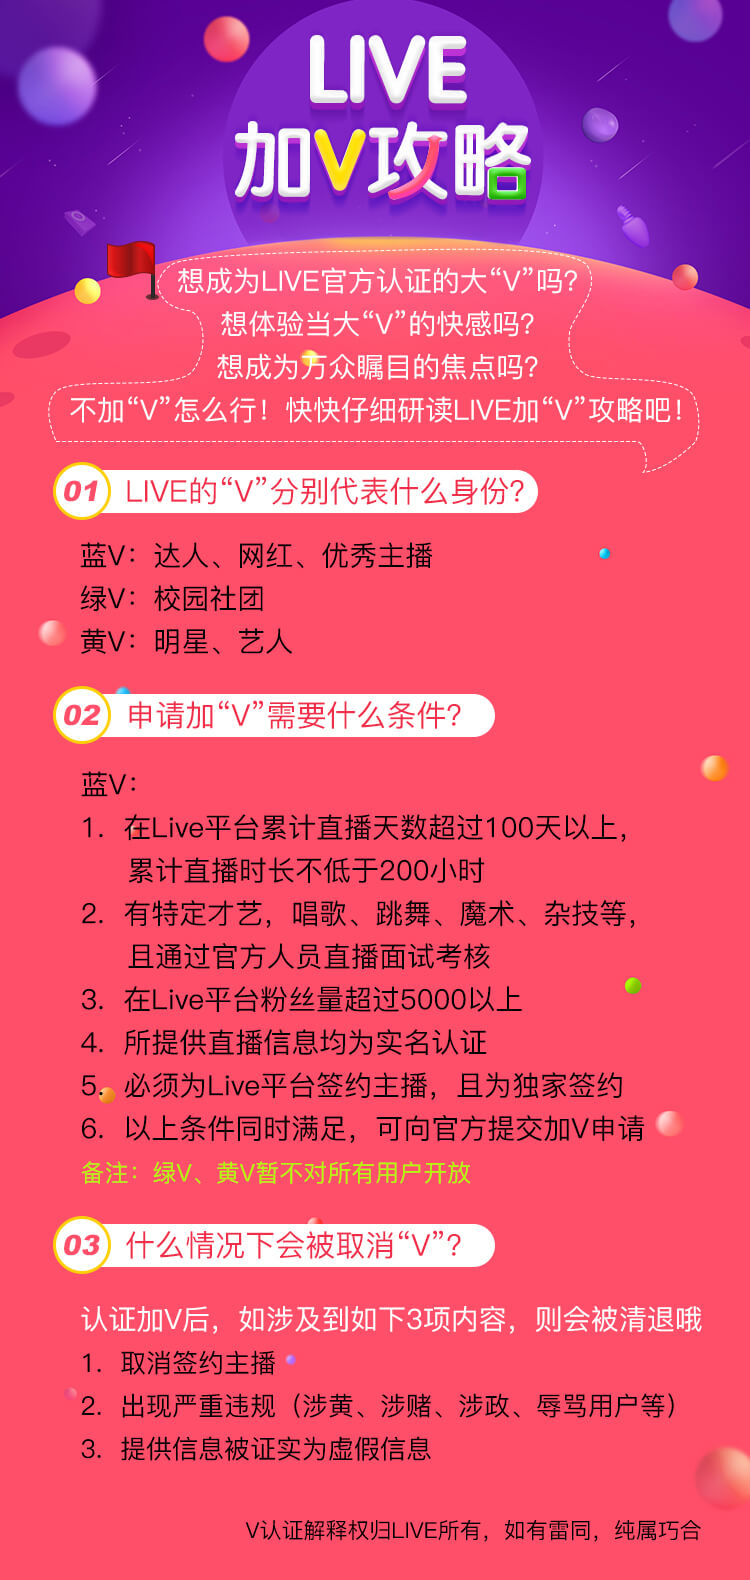 LIVE
加V攻略
想成为LIVE官方认证的大“V”吗？
想体验当大“V”的快感吗？
想成为万众瞩目的焦点吗？
不加“V”怎么行！快快仔细研读LIVE加“V”攻略吧！
01 LIVE的“V”分别代表什么身份？
蓝V：达人、网红、优秀主播
绿V：校园社团
黄V：明星、艺人
02 申请加“V”需要什么条件？
蓝V：
1. 在Live平台累计直播天数超过100天以上，
累计直播时长不低于200小时
2. 有特定才艺，唱歌、跳舞、魔术、杂技等，
且通过官方人员直播面试考核
3. 在Live平台粉丝量超过5000以上
4. 所提供直播信息均为实名认证
5. 必须为Live平台签约主播，且为独家签约
6. 以上条件同时满足，可向官方提交加V申请
备注：绿V、黄V暂不对所有用户开放
03 什么情况下会被取消“V”？
认证加V后，如涉及到如下3项内容，则会被清退哦
1. 取消签约主播
2. 出现严重违规（涉黄、涉赌、涉政、辱骂用户等）
3. 提供信息被证实为虚假信息
V认证解释权归LIVE所有，如有雷同，纯属巧合